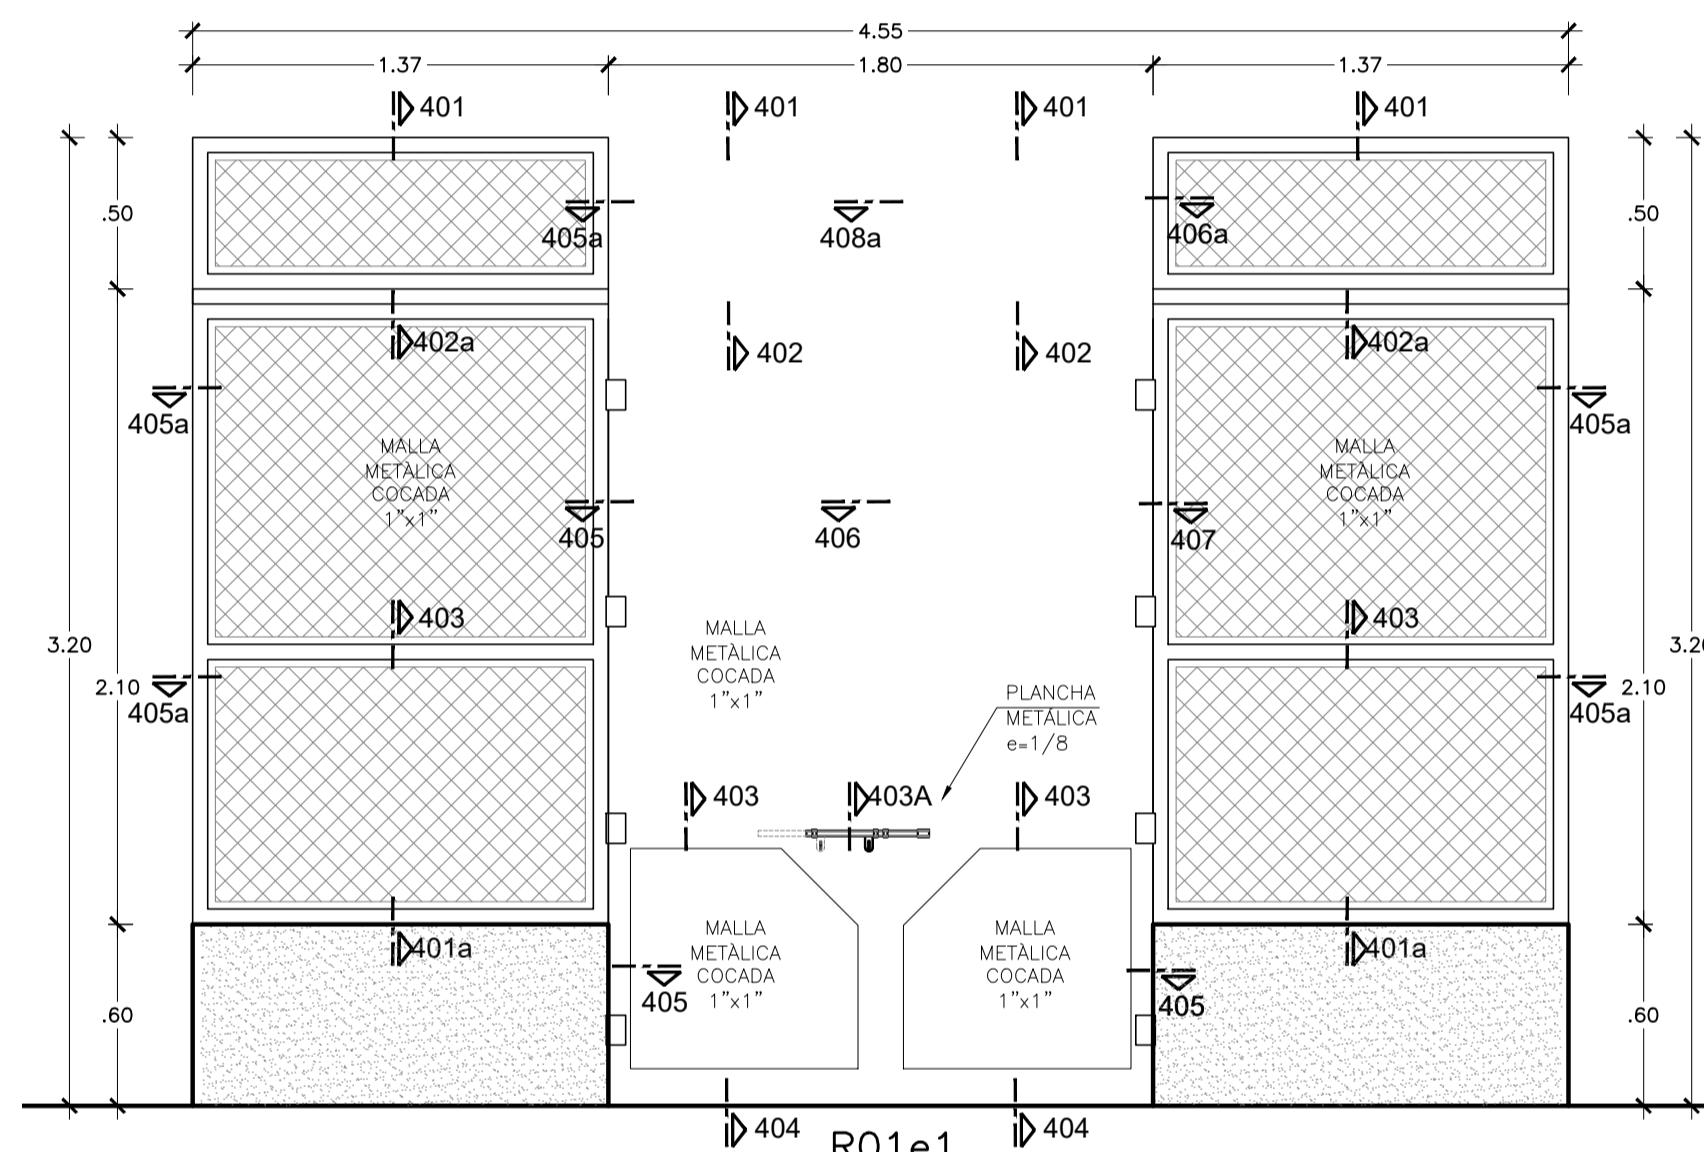 4.55
1.37
1.80
1.37
401
401
401
401
.50
.50
405a
408a
406a
402a
402
402
402a
405a
405a
MALLA
METÀLICA
COCADA
1"x1"
MALLA
METÀLICA
COCADA
1"x1"
405
406
407
403
403
3.20
3.20
MALLA
METÀLICA
COCADA
1"x1"
2.10
2.10
405a
405a
PLANCHA
METÁLICA
e=1/8
403
403A
403
401a
401a
MALLA
METÀLICA
COCADA
1"x1"
MALLA
METÀLICA
COCADA
1"x1"
405
405
.60
.60
404
404
R01e1